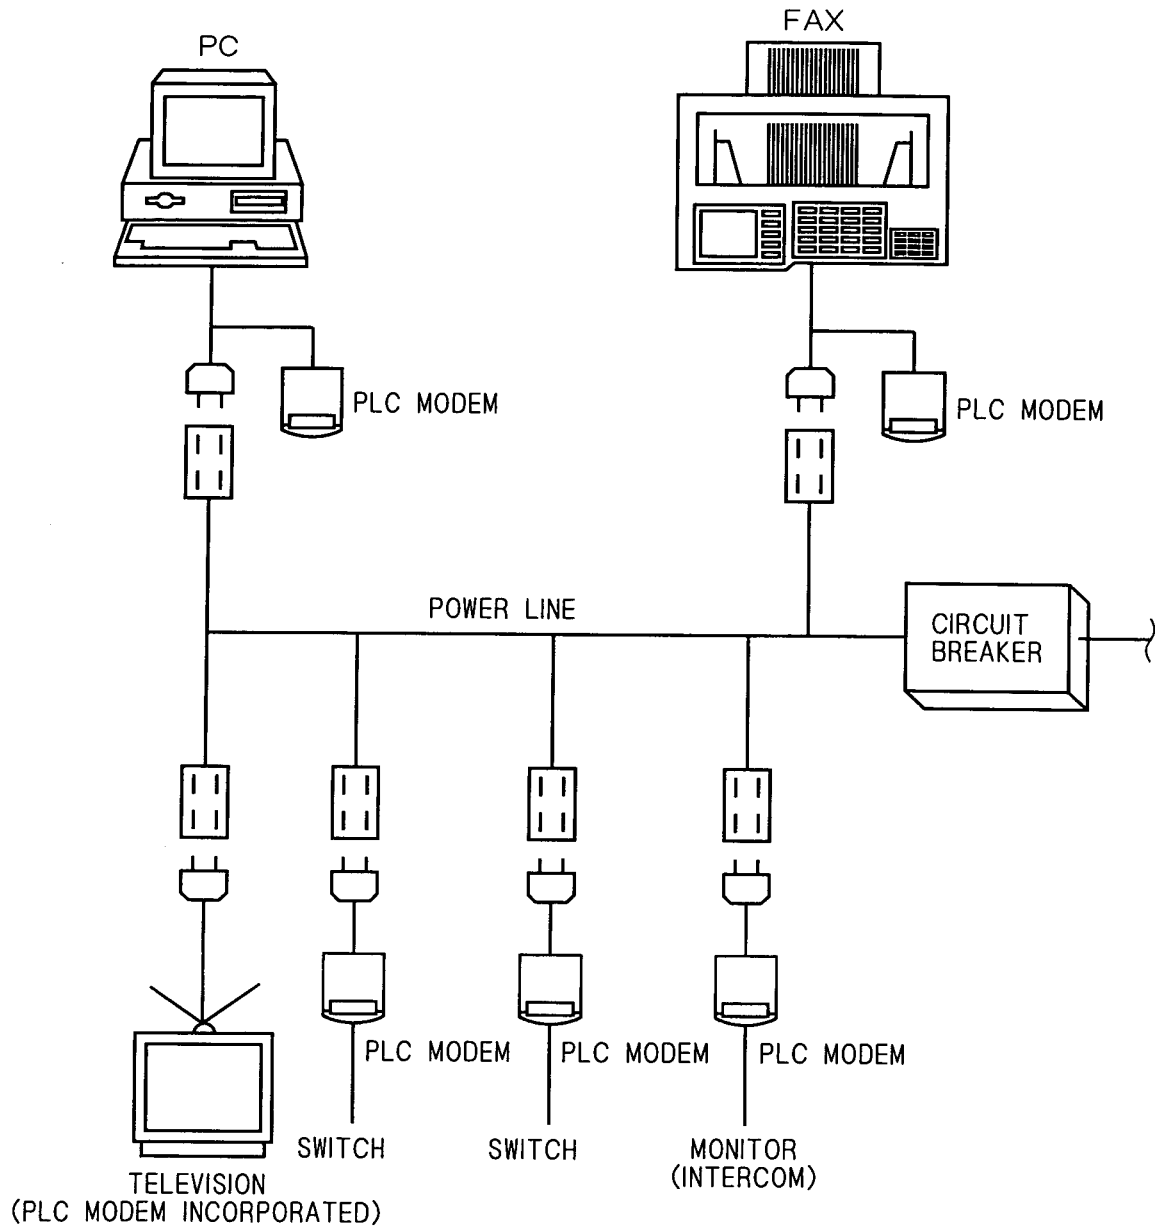 PC
FAX
PLC MODEM
PLC MODEM
POWER LINE
CIRCUIT
BREAKER
PLC MODEM
PLC MODEM
PLC MODEM
SWITCH
SWITCH
MONITOR
(INTERCOM)
TELEVISION
(PLC MODEM INCORPORATED)